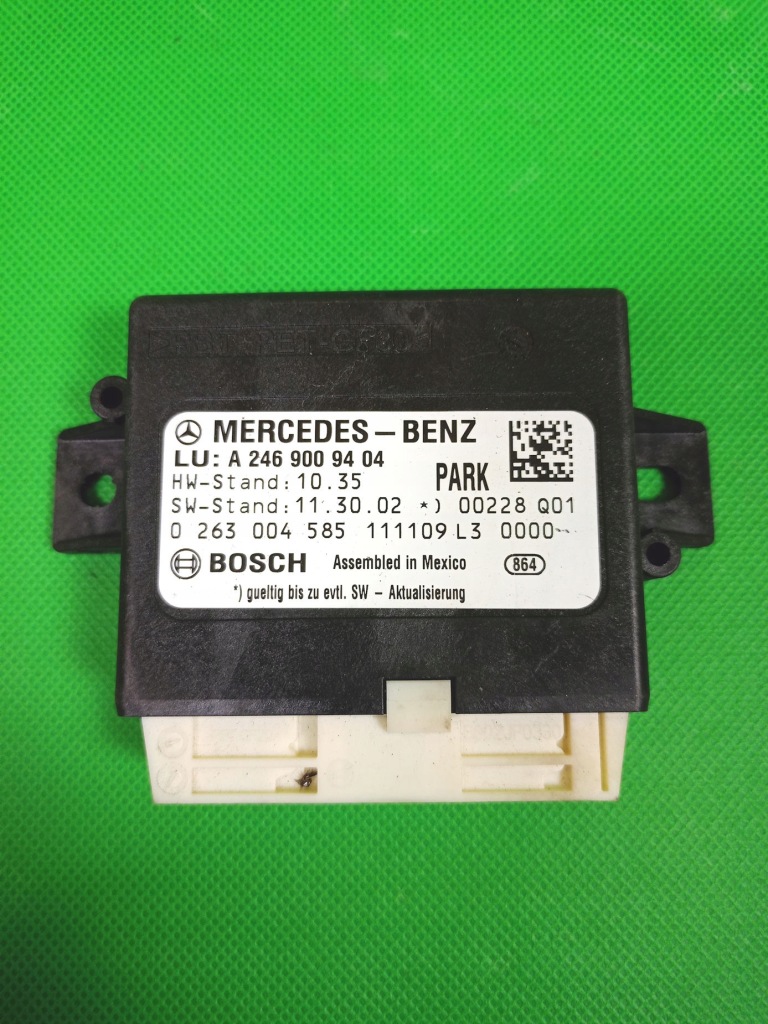 MERCEDES-BENZ
LU: A 246 900 94 04
PARK
HW-Stand: 10.35
SW-Stand: 11.30.02 *) 00228 Q01
0 263 004 585 111109 L3 0000
BOSCH Assembled in Mexico 864
*) gueltig bis zu evtl. SW - Aktualisierung